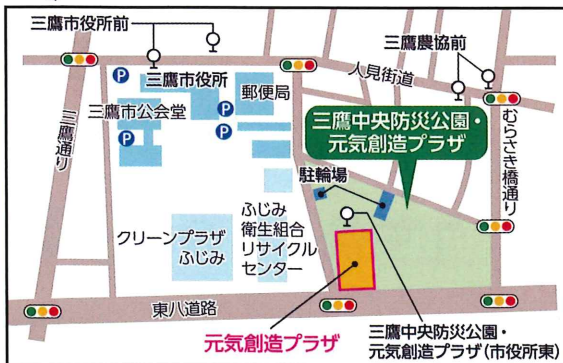 三鷹市役所前
三鷹農協前
人見街道
P
三鷹市役所
郵便局
P
三鷹市公会堂
P
P
三鷹通り
三鷹中央防災公園・
元気創造プラザ
むらさき橋通り
駐輪場
クリーンプラザ
ふじみ
ふじみ
衛生組合
リサイクル
センター
東八道路
元気創造プラザ
三鷹中央防災公園・
元気創造プラザ(市役所東)